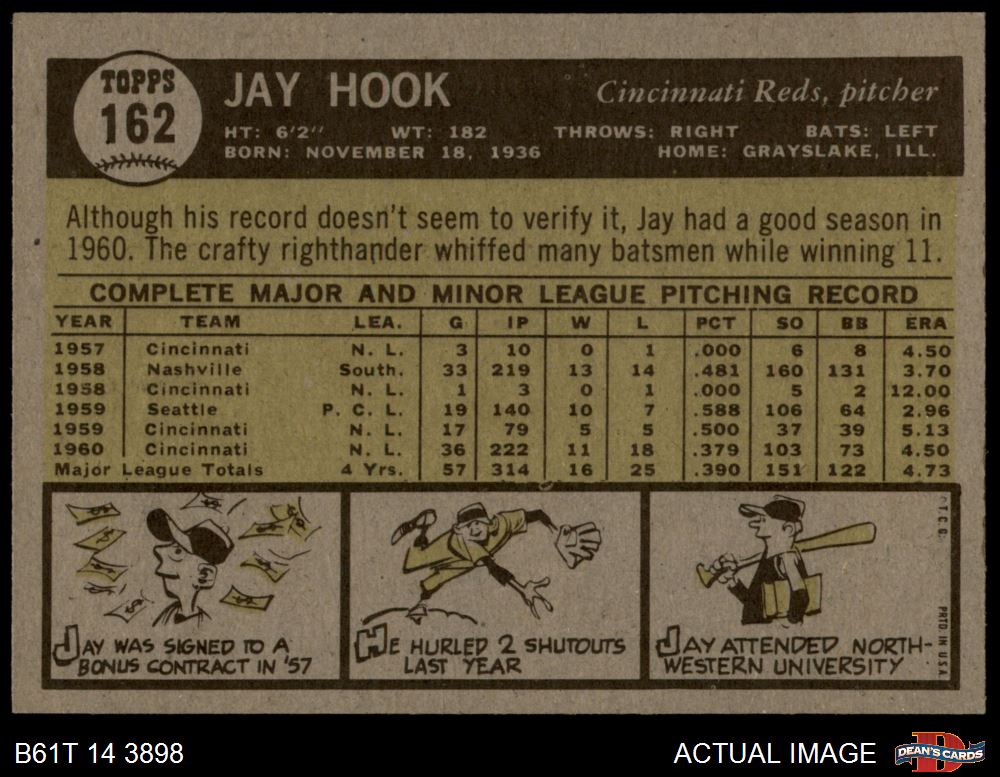 TOPPS
162
JAY HOOK
Cincinnati Reds, pitcher
HT: 6'2" WT: 182 THROWS: RIGHT BATS: LEFT
BORN: NOVEMBER 18, 1936 HOME: GRAYSLAKE, ILL.
Although his record doesn't seem to verify it, Jay had a good season in
1960. The crafty righthander whiffed many batsmen while winning 11.
COMPLETE MAJOR AND MINOR LEAGUE PITCHING RECORD
YEAR TEAM LEA. G IP W L PCT SO BB ERA
1957 Cincinnati N. L. 3 10 0 1 .000 6 8 4.50
1958 Nashville South. 33 219 13 14 .481 160 131 3.70
1958 Cincinnati N. L. 1 3 0 1 .000 5 2 12.00
1959 Seattle P. C. L. 19 140 10 7 .588 106 64 2.96
1959 Cincinnati N. L. 17 79 5 5 .500 37 39 5.13
1960 Cincinnati N. L. 36 222 11 18 .379 103 73 4.50
Major League Totals 4 Yrs. 57 314 16 25 .390 151 122 4.73
JAY WAS SIGNED TO A
BONUS CONTRACT IN '57
HE HURLED 2 SHUTOUTS
LAST YEAR
JAY ATTENDED NORTH-
WESTERN UNIVERSITY
T.C.G. PRTD. IN U.S.A.
B61T 14 3898
ACTUAL IMAGE
D
DEAN'S CARDS